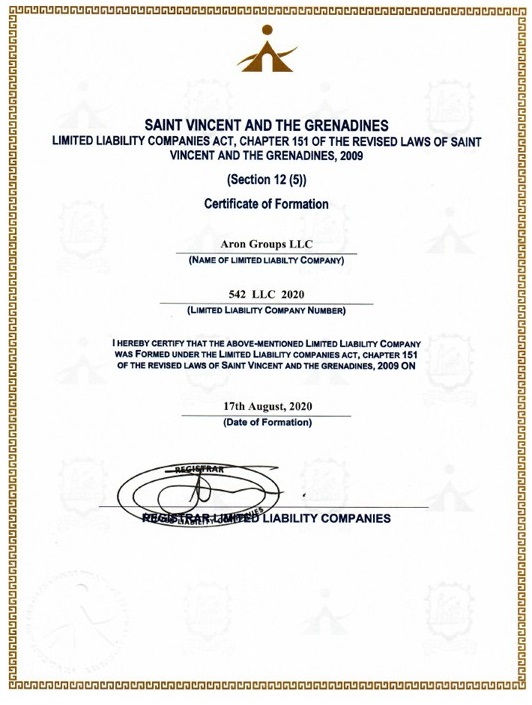 SAINT VINCENT AND THE GRENADINES
LIMITED LIABILITY COMPANIES ACT, CHAPTER 151 OF THE REVISED LAWS OF SAINT
VINCENT AND THE GRENADINES, 2009
(Section 12 (5))
Certificate of Formation
Aron Groups LLC
(NAME OF LIMITED LIABILTY COMPANY)
542 LLC 2020
(LIMITED LIABILITY COMPANY NUMBER)
I HEREBY CERTIFY THAT THE ABOVE-MENTIONED LIMITED LIABILITY COMPANY
WAS FORMED UNDER THE LIMITED LIABILITY COMPANIES ACT, CHAPTER 151
OF THE REVISED LAWS OF SAINT VINCENT AND THE GRENADINES, 2009 ON
17th August, 2020
(Date of Formation)
REGISTRAR
LIABILITY COMPANIES
REGISTRAR LIMITED LIABILITY COMPANIES